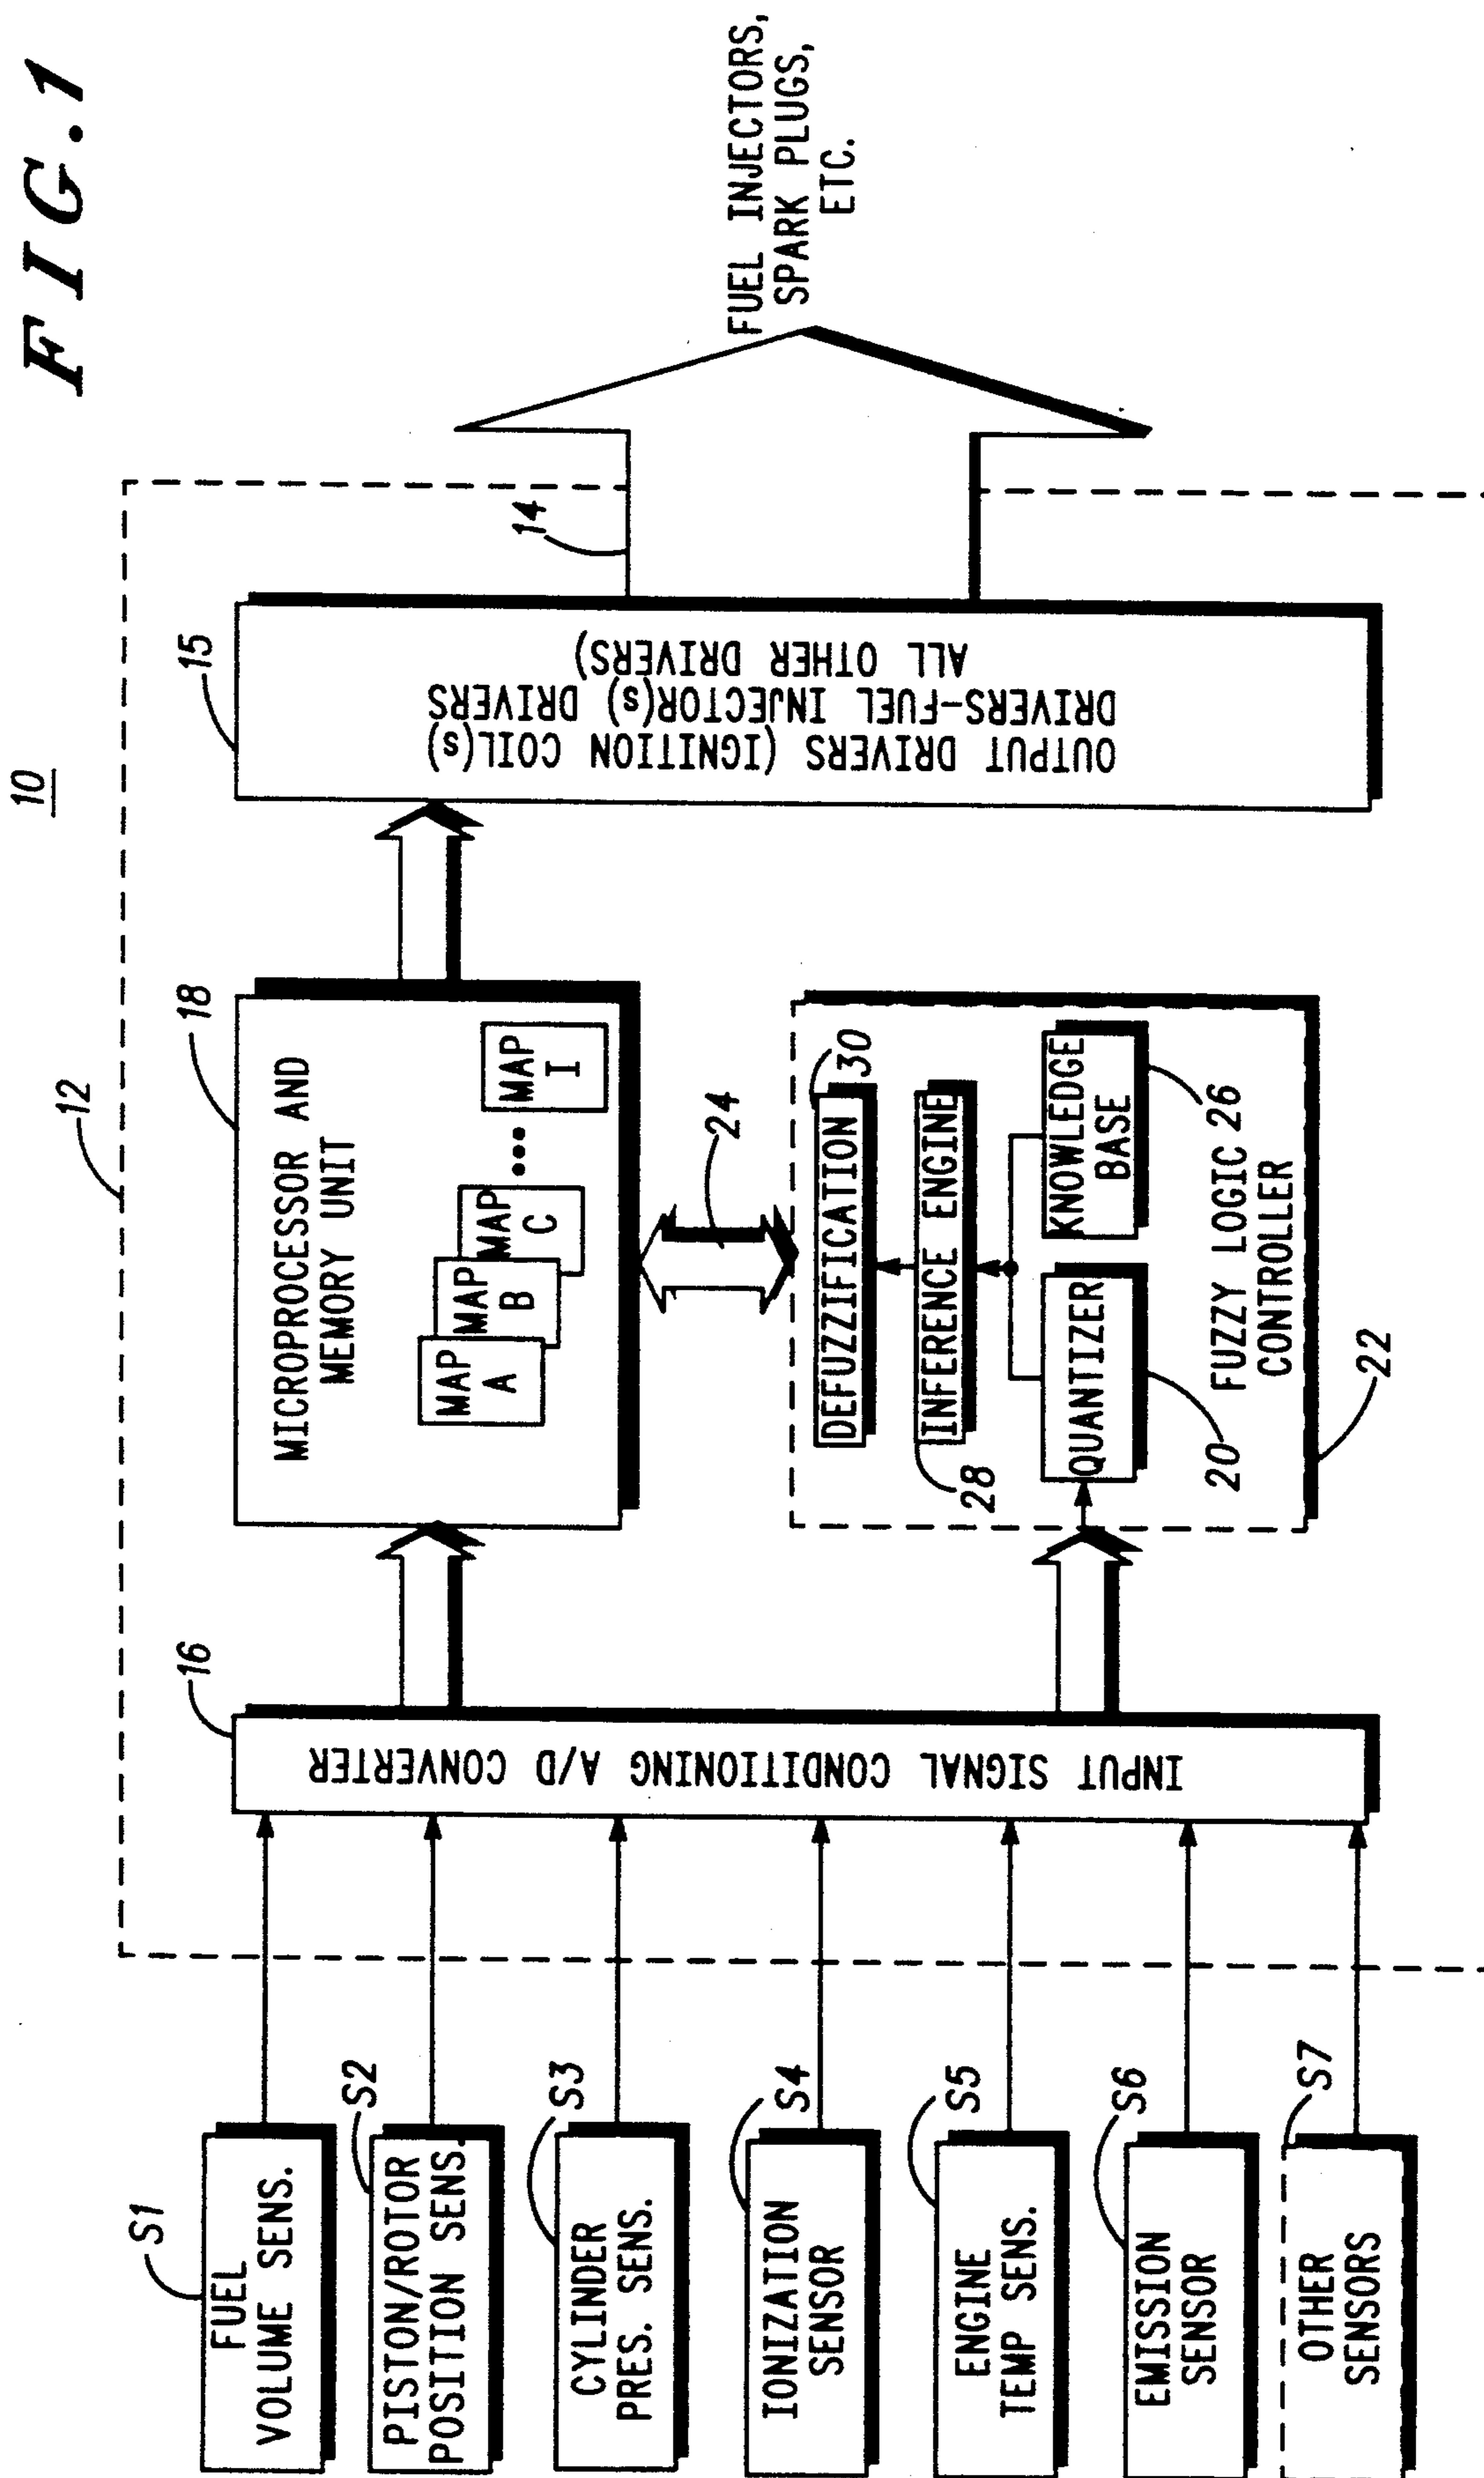 FIG.1
10
12
S1
FUEL
VOLUME SENS.
S2
PISTON/ROTOR
POSITION SENS.
S3
CYLINDER
PRES. SENS.
S4
IONIZATION
SENSOR
S5
ENGINE
TEMP SENS.
S6
EMISSION
SENSOR
S7
OTHER
SENSORS
16
INPUT SIGNAL CONDITIONING A/D CONVERTER
18
MICROPROCESSOR AND
MEMORY UNIT
MAP
A
MAP
B
MAP
C
••••
MAP
I
24
30
DEFUZZIFICATION
INFERENCE ENGINE
28
QUANTIZER
KNOWLEDGE
BASE
20
26
FUZZY LOGIC
CONTROLLER
22
15
OUTPUT DRIVERS (IGNITION COIL(s)
DRIVERS-FUEL INJECTOR(s) DRIVERS
ALL OTHER DRIVERS)
14
FUEL INJECTORS,
SPARK PLUGS,
ETC.